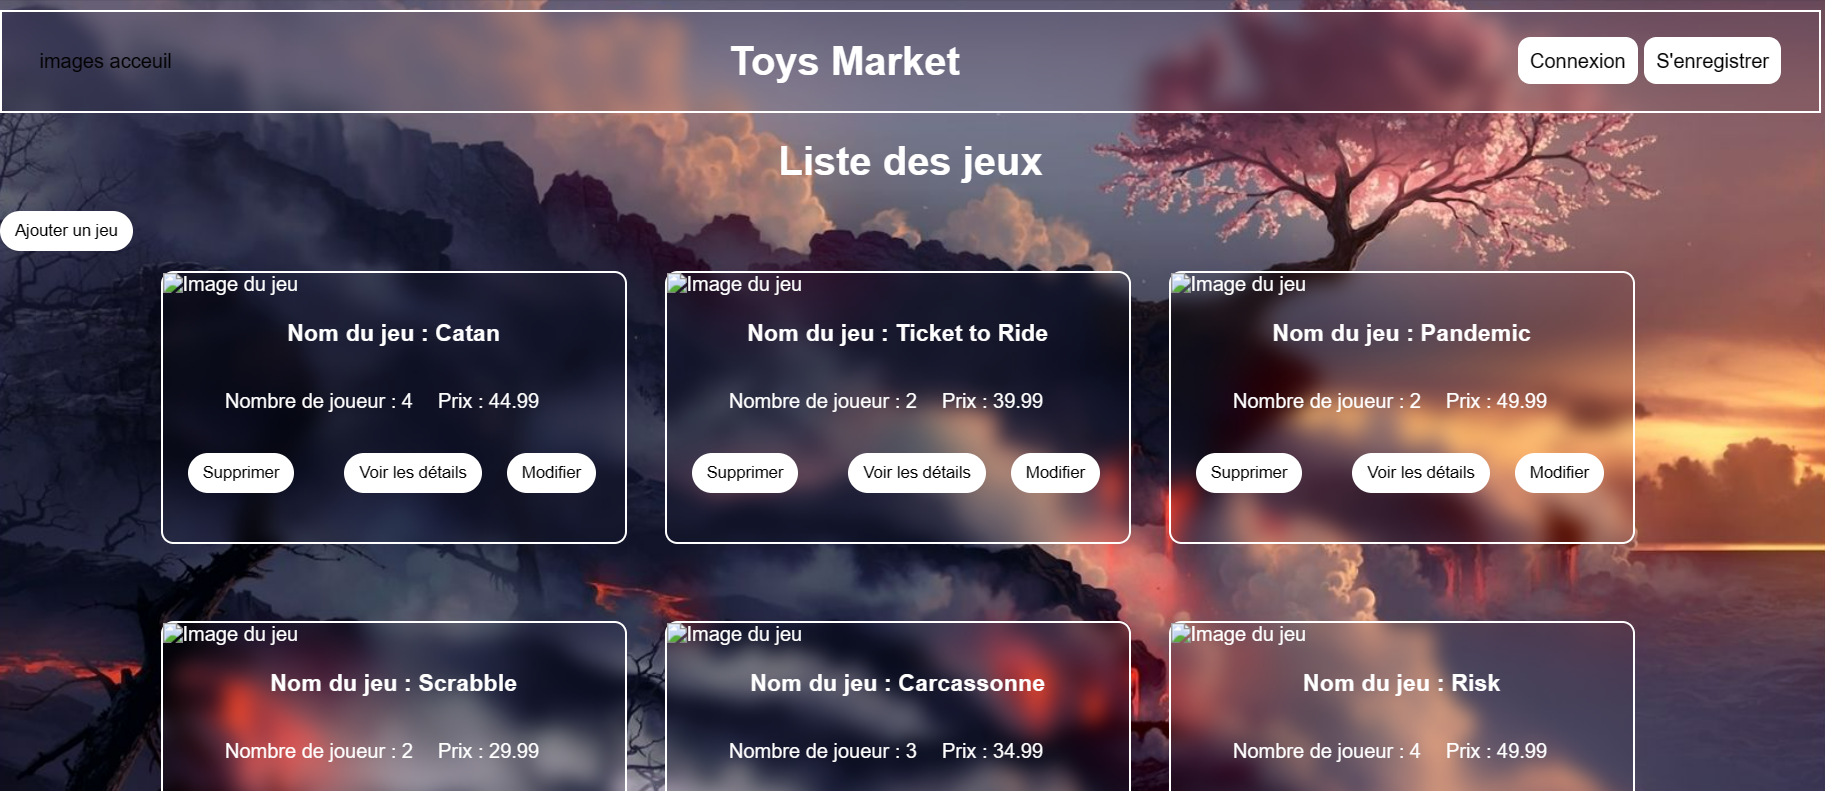 images acceuil
Toys Market
Connexion
S'enregistrer
Liste des jeux
Ajouter un jeu
Image du jeu
Nom du jeu : Catan
Nombre de joueur : 4 Prix : 44.99
Supprimer
Voir les détails
Modifier
Image du jeu
Nom du jeu : Ticket to Ride
Nombre de joueur : 2 Prix : 39.99
Supprimer
Voir les détails
Modifier
Image du jeu
Nom du jeu : Pandemic
Nombre de joueur : 2 Prix : 49.99
Supprimer
Voir les détails
Modifier
Image du jeu
Nom du jeu : Scrabble
Nombre de joueur : 2 Prix : 29.99
Image du jeu
Nom du jeu : Carcassonne
Nombre de joueur : 3 Prix : 34.99
Image du jeu
Nom du jeu : Risk
Nombre de joueur : 4 Prix : 49.99